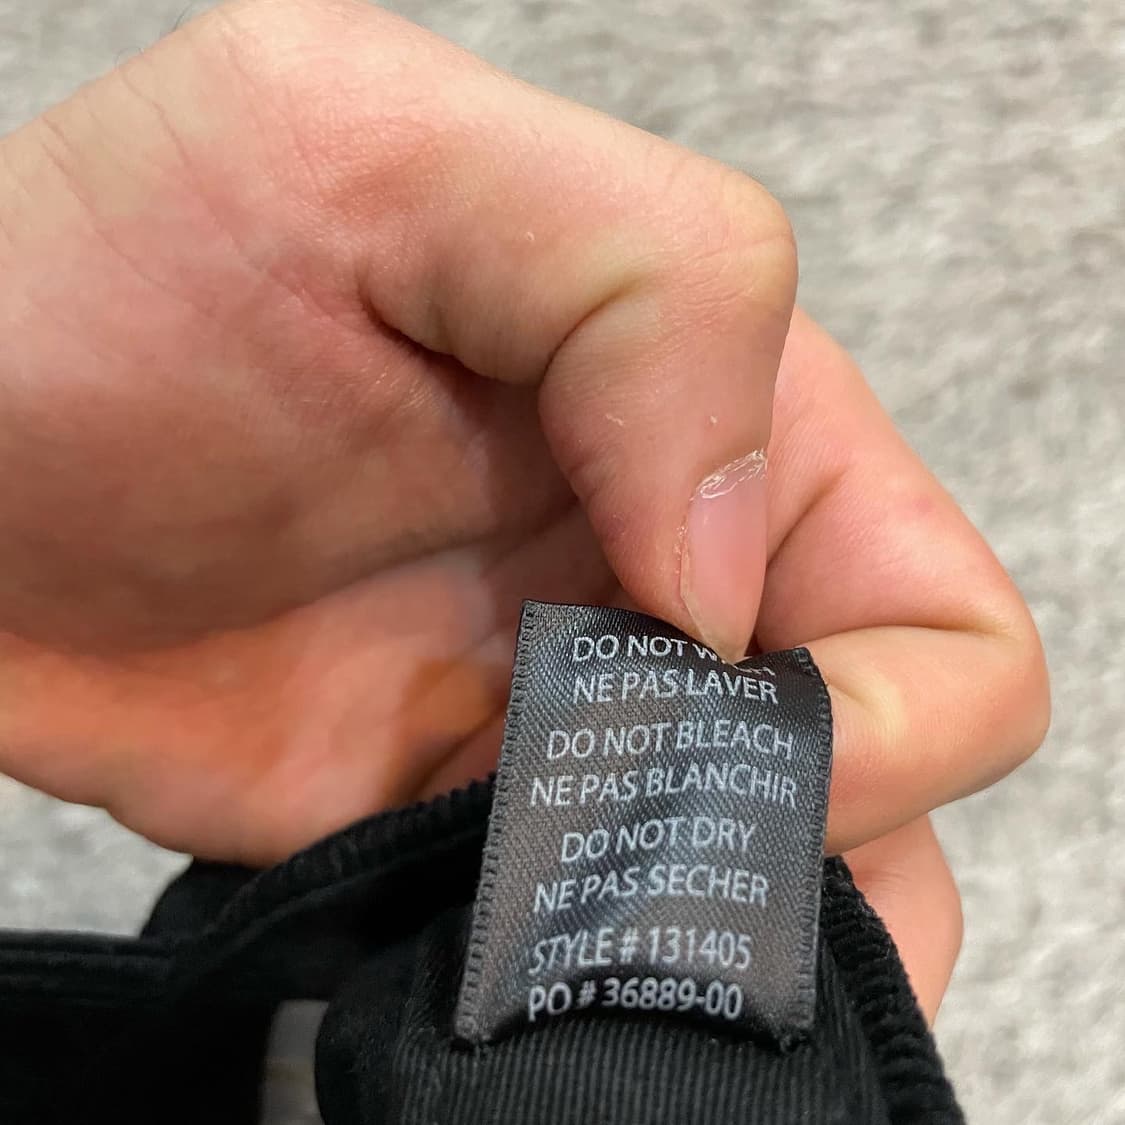 DO NOT
NE PAS LAVER
DO NOT BLEACH
NE PAS BLANCHIR
DO NOT DRY
NE PAS SECHER
STYLE # 131405
PO # 36889-00